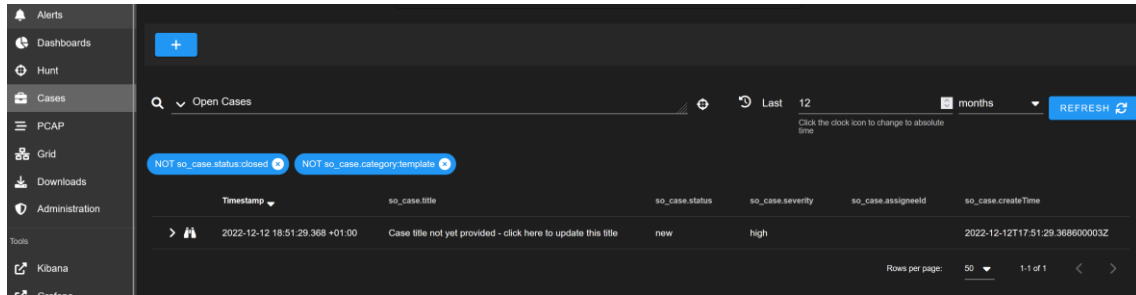 Alerts
Dashboards
Hunt
Cases
PCAP
Grid
Downloads
Administration
Tools
Kibana
+
Open Cases
Last 12 months
REFRESH
Click the clock icon to change to absolute
time
NOT so_case.status:closed NOT so_case.category:template
Timestamp so_case.title so_case.status so_case.severity so_case.assigneeId so_case.createTime
2022-12-12 18:51:29.368 +01:00 Case title not yet provided - click here to update this title new high 2022-12-12T17:51:29.368600003Z
Rows per page: 50 1-1 of 1